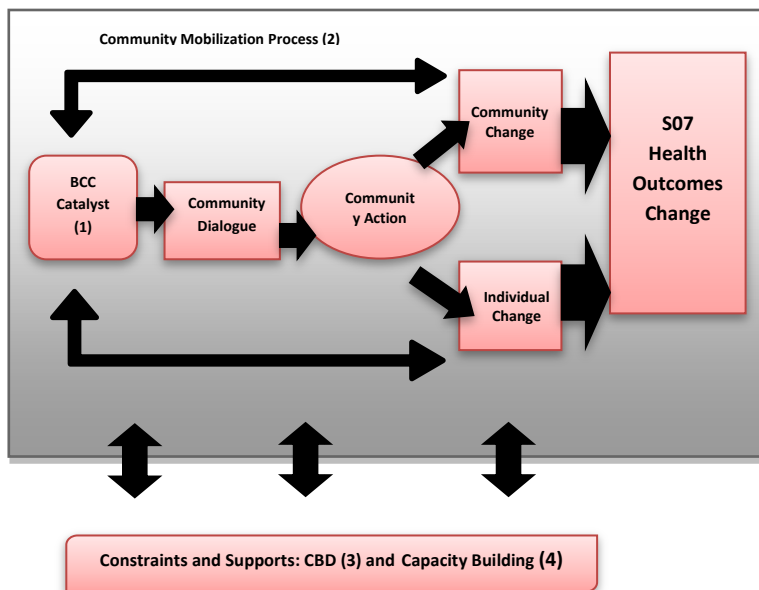 Community Mobilization Process (2)
BCC
Catalyst
(1)
Community
Dialogue
Communit
y Action
Community
Change
Individual
Change
S07
Health
Outcomes
Change
Constraints and Supports: CBD (3) and Capacity Building (4)